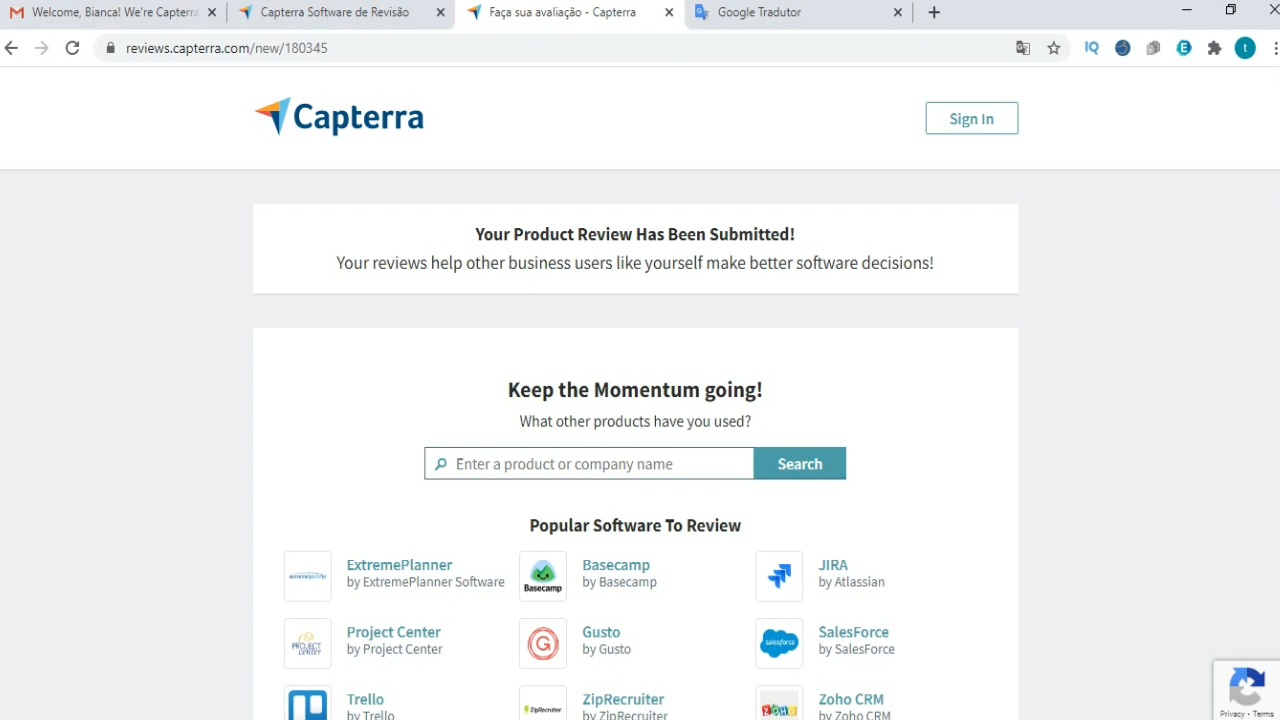 Welcome, Bianca! We're Capterra
Capterra Software de Revisão
Faça sua avaliação - Capterra
Google Tradutor
reviews.capterra.com/new/180345
IQ
E
t
Capterra
Sign In
Your Product Review Has Been Submitted!
Your reviews help other business users like yourself make better software decisions!
Keep the Momentum going!
What other products have you used?
Enter a product or company name
Search
Popular Software To Review
ExtremePlanner
by ExtremePlanner Software
Basecamp
Basecamp
by Basecamp
JIRA
by Atlassian
PROJECT CENTER
Project Center
by Project Center
G
Gusto
by Gusto
salesforce
SalesForce
by SalesForce
Trello
by Trello
ZipRecruiter
ZipRecruiter
by ZipRecruiter
ZOHO
Zoho CRM
by Zoho CRM
Privacy - Terms